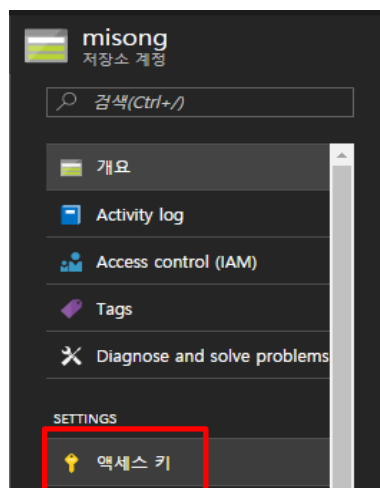 misong
저장소 계정
검색(Ctrl+/)
개요
Activity log
Access control (IAM)
Tags
Diagnose and solve problems
SETTINGS
액세스 키